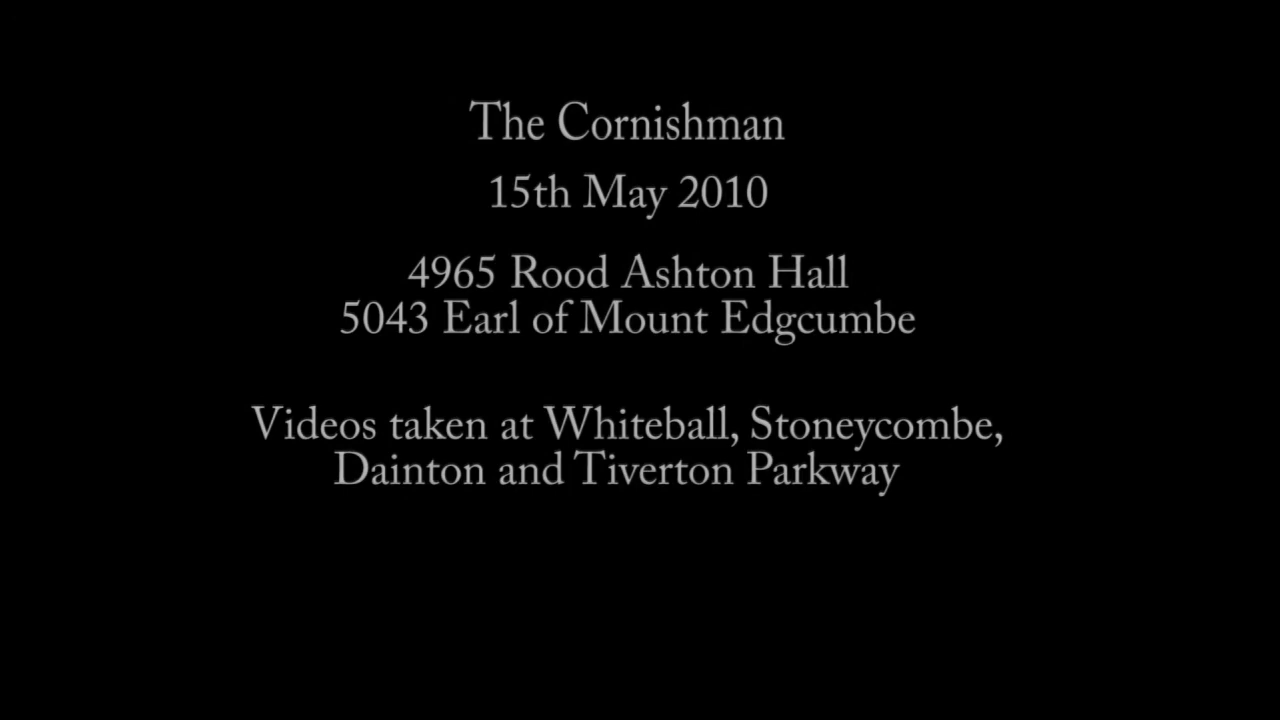 The Cornishman
15th May 2010
4965 Rood Ashton Hall
5043 Earl of Mount Edgcumbe
Videos taken at Whiteball, Stoneycombe,
Dainton and Tiverton Parkway